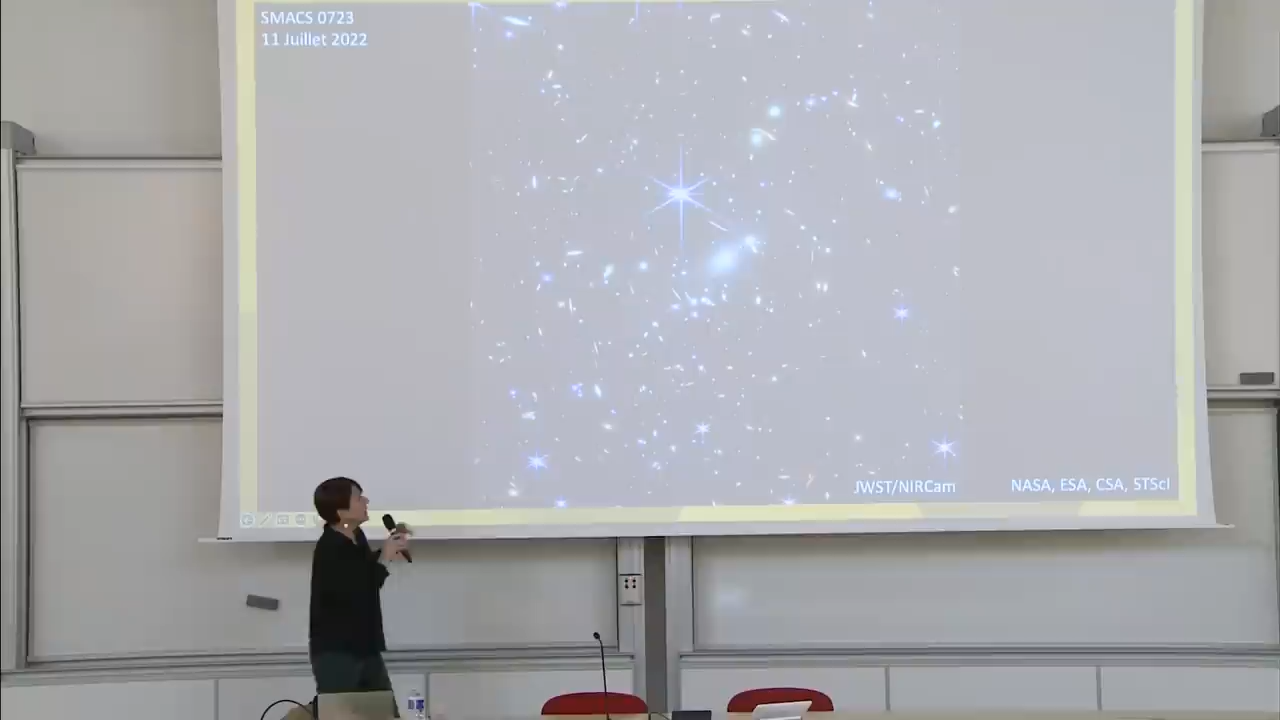 SMACS 0723
11 Juillet 2022
JWST/NIRCam
NASA, ESA, CSA, STScI